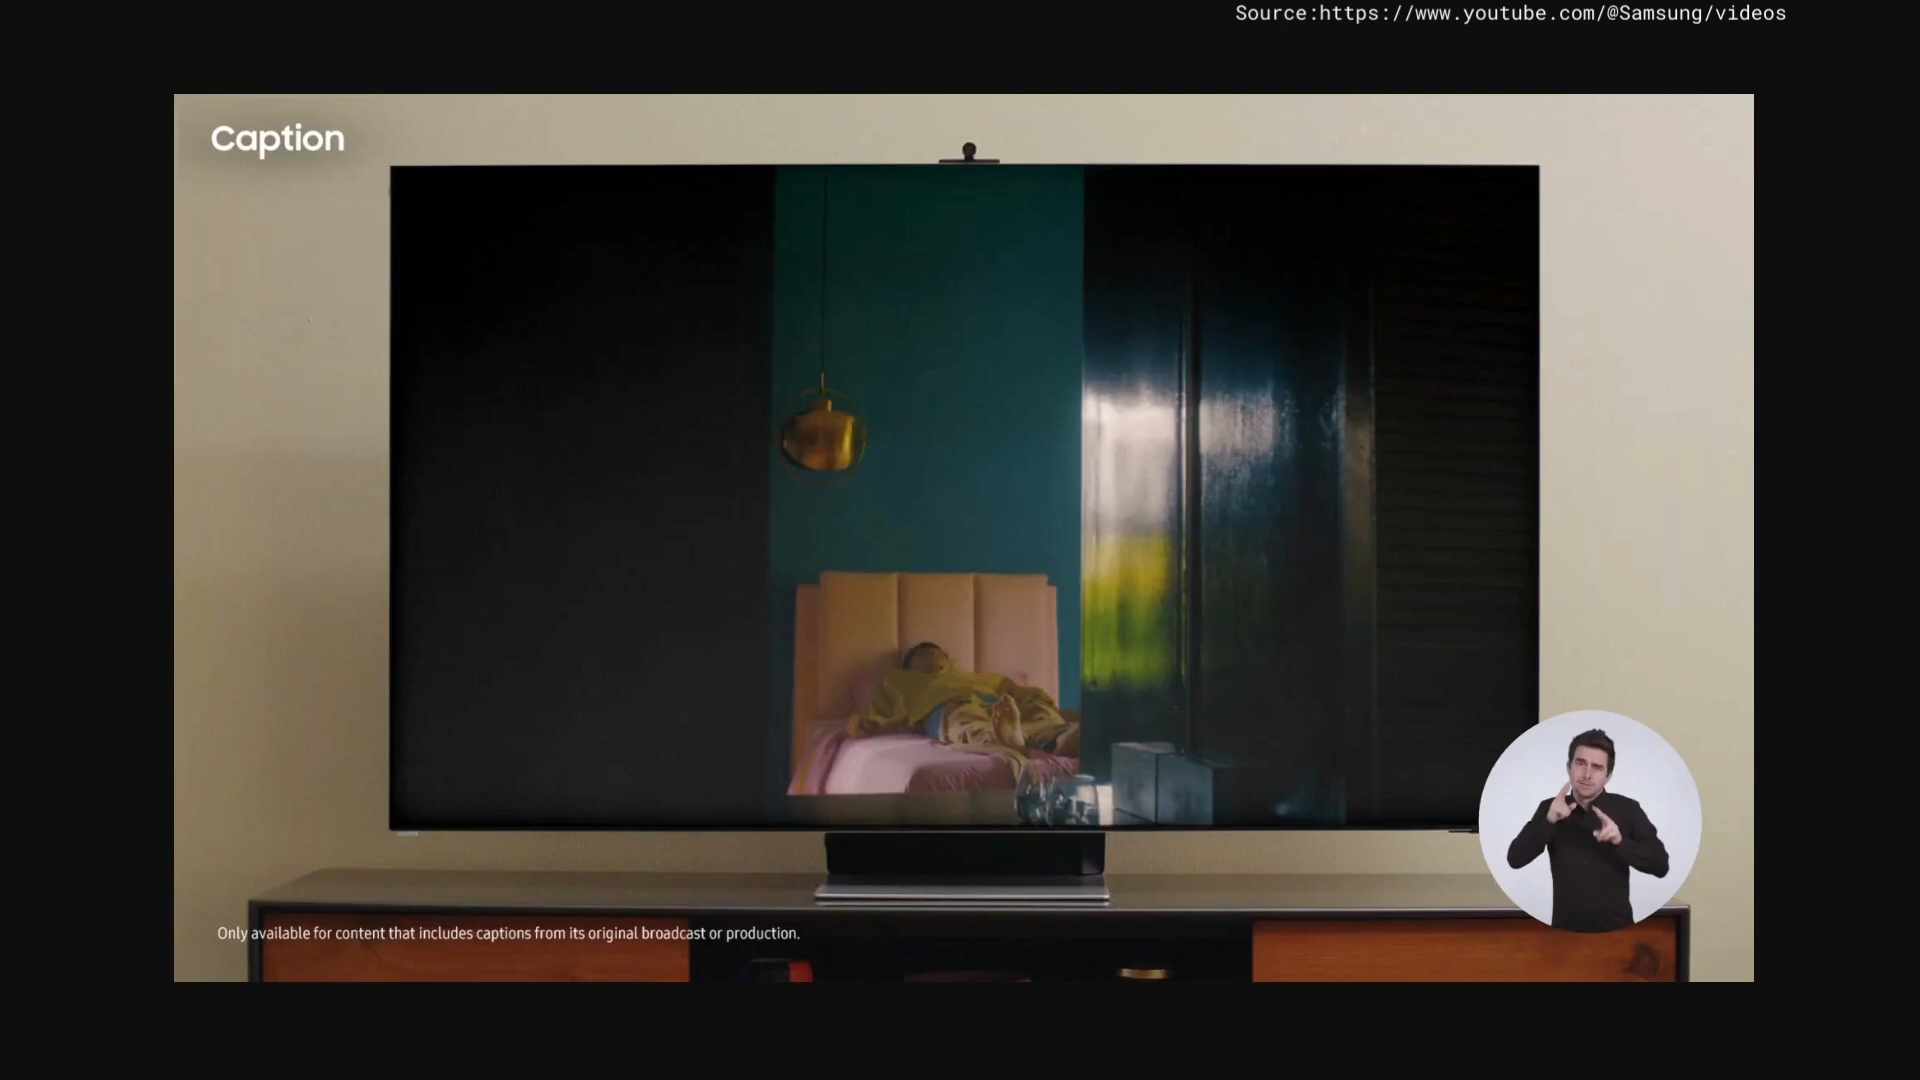 Source:https://www.youtube.com/@Samsung/videos
Caption
Only available for content that includes captions from its original broadcast or production.